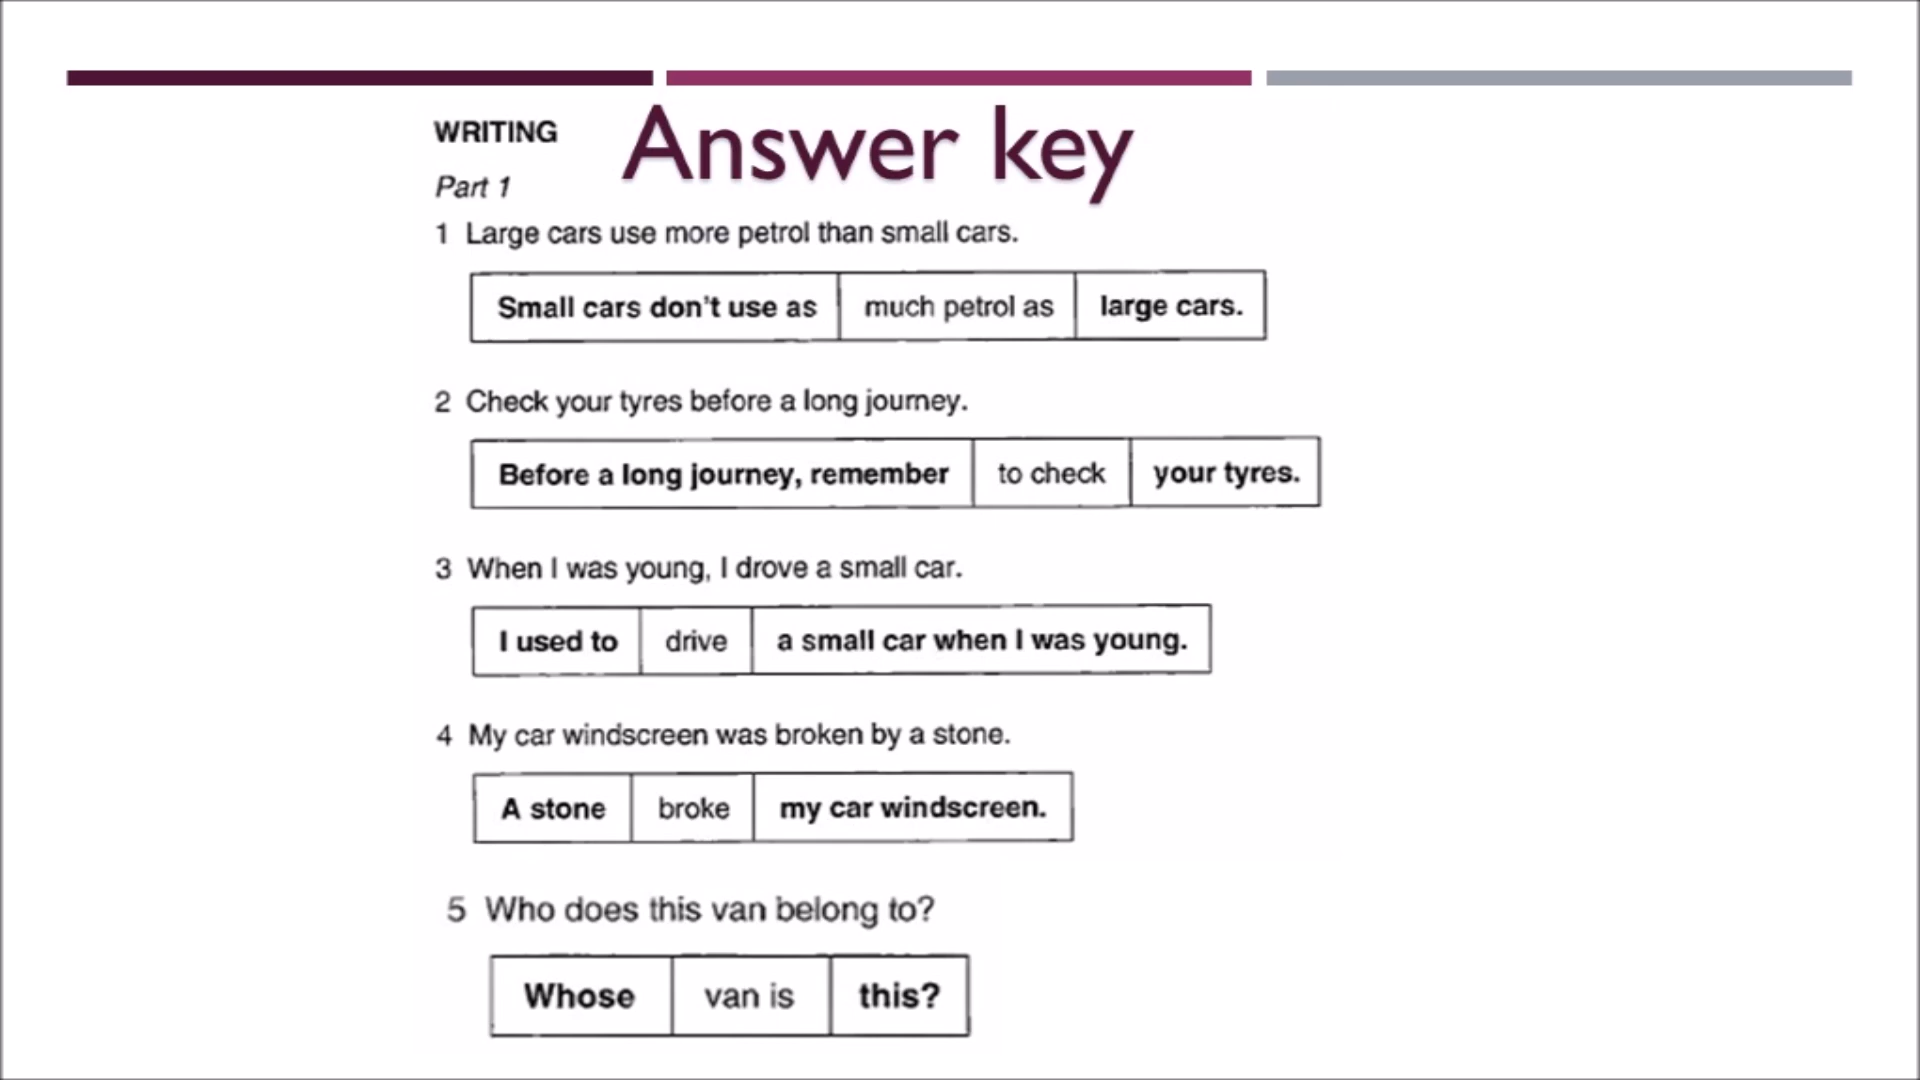 WRITING
Answer key
Part 1
1 Large cars use more petrol than small cars.
Small cars don't use as much petrol as large cars.
2 Check your tyres before a long journey.
Before a long journey, remember to check your tyres.
3 When I was young, I drove a small car.
I used to drive a small car when I was young.
4 My car windscreen was broken by a stone.
A stone broke my car windscreen.
5 Who does this van belong to?
Whose van is this?